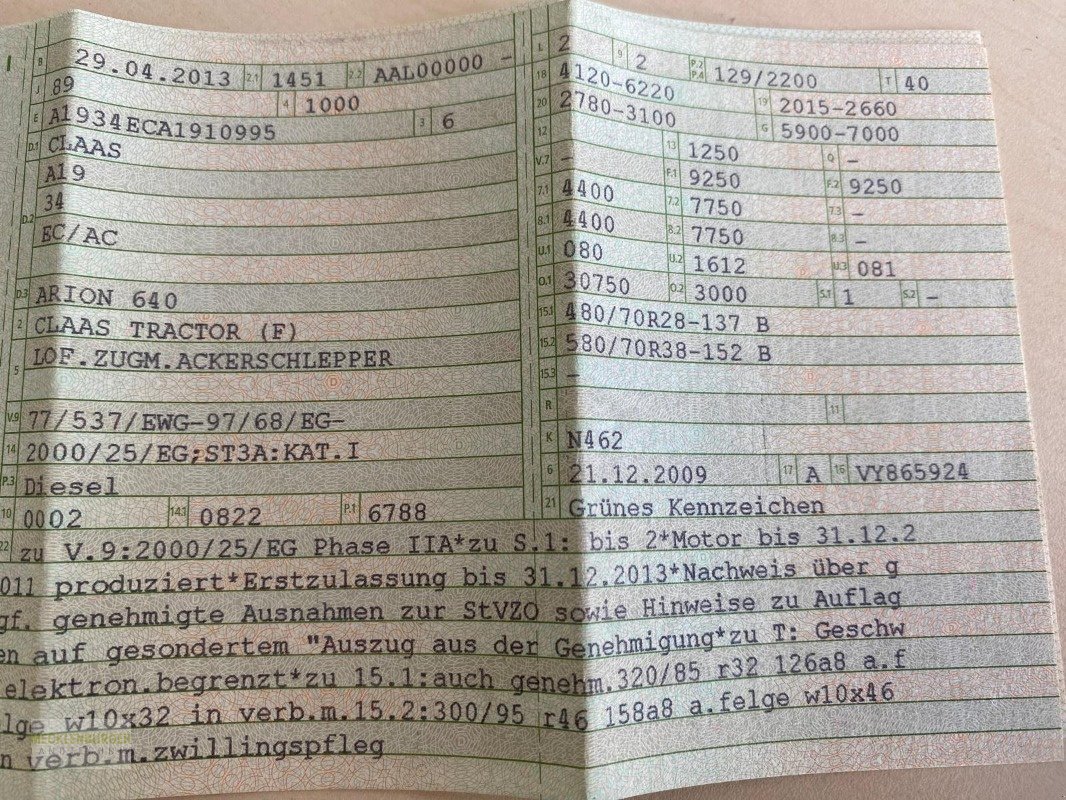 B 29.04.2013 2.1 1451 2.2 AAL00000 -
J 89 4 1000
E A1934ECA1910995 3 6
D.1 CLAAS
A19
D.2 34
EC/AC
D.3 ARION 640
2 CLAAS TRACTOR (F)
5 LOF.ZUGM.ACKERSCHLEPPER
V.9 77/537/EWG-97/68/EG-
14 2000/25/EG;ST3A:KAT.I
P.3 Diesel
10 0002 14.1 0822 P.1 6788
L 2 9 2 P.2 P.4 129/2200 T 40
18 4120-6220 19 2015-2660
20 2780-3100 G 5900-7000
12 - 13 1250 Q -
V.7 - F.1 9250 F.2 9250
7.1 4400 7.2 7750 7.3 -
8.1 4400 8.2 7750 8.3 -
U.1 080 U.2 1612 U.3 081
O.1 30750 O.2 3000 S.1 1 S.2 -
15.1 480/70R28-137 B
15.2 580/70R38-152 B
15.3 -
R 11
K N462
6 21.12.2009 17 A 16 VY865924
21 Grünes Kennzeichen
22 zu V.9:2000/25/EG Phase IIA*zu S.1: bis 2*Motor bis 31.12.2
011 produziert*Erstzulassung bis 31.12.2013*Nachweis über g
gf. genehmigte Ausnahmen zur StVZO sowie Hinweise zu Auflag
en auf gesondertem "Auszug aus der Genehmigung*zu T: Geschw
elektron.begrenzt*zu 15.1:auch genehm.320/85 r32 126a8 a.f
lge w10x32 in verb.m.15.2:300/95 r46 158a8 a.felge w10x46
n verb.m.zwillingspfleg